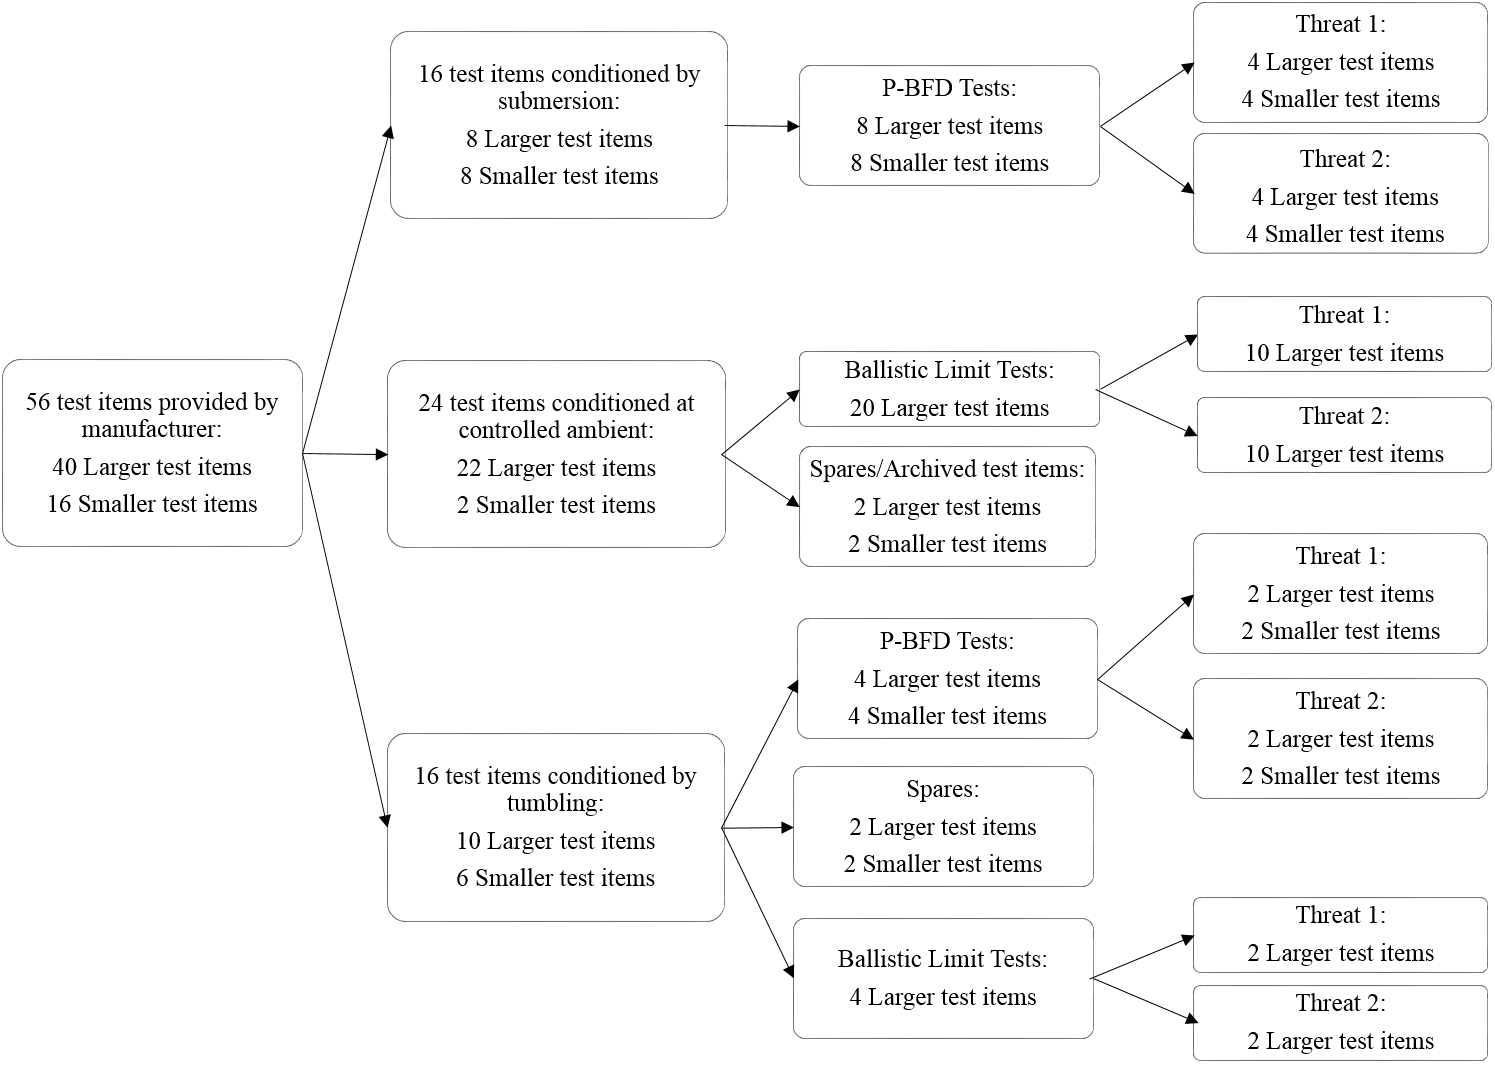 56 test items provided by
manufacturer:
40 Larger test items
16 Smaller test items
16 test items conditioned by
submersion:
8 Larger test items
8 Smaller test items
P-BFD Tests:
8 Larger test items
8 Smaller test items
Threat 1:
4 Larger test items
4 Smaller test items
Threat 2:
4 Larger test items
4 Smaller test items
24 test items conditioned at
controlled ambient:
22 Larger test items
2 Smaller test items
Ballistic Limit Tests:
20 Larger test items
Threat 1:
10 Larger test items
Threat 2:
10 Larger test items
Spares/Archived test items:
2 Larger test items
2 Smaller test items
16 test items conditioned by
tumbling:
10 Larger test items
6 Smaller test items
P-BFD Tests:
4 Larger test items
4 Smaller test items
Threat 1:
2 Larger test items
2 Smaller test items
Threat 2:
2 Larger test items
2 Smaller test items
Spares:
2 Larger test items
2 Smaller test items
Ballistic Limit Tests:
4 Larger test items
Threat 1:
2 Larger test items
Threat 2:
2 Larger test items